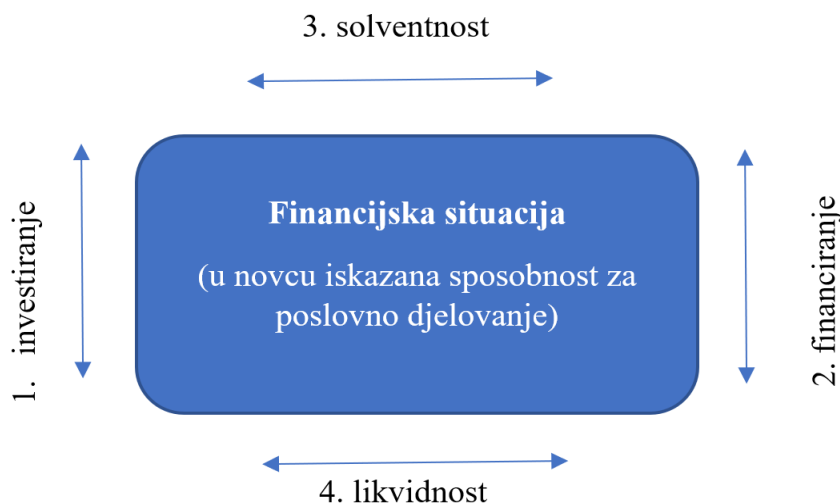 3. solventnost
1. investiranje
Financijska situacija
(u novcu iskazana sposobnost za
poslovno djelovanje)
2. financiranje
4. likvidnost